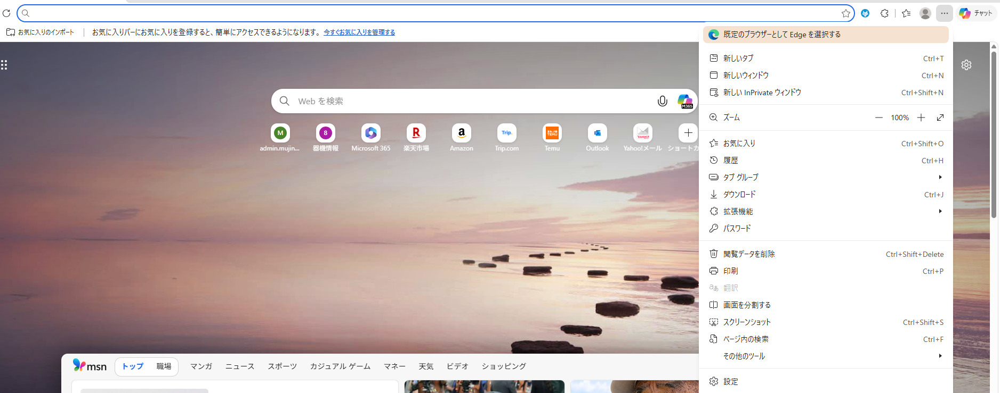 チャット
お気に入りのインポート
お気に入りバーにお気に入りを登録すると、簡単にアクセスできるようになります。 今すぐお気に入りを管理する
既定のブラウザーとして Edge を選択する
新しいタブ Ctrl+T
新しいウィンドウ Ctrl+N
新しい InPrivate ウィンドウ Ctrl+Shift+N
ズーム 100%
お気に入り Ctrl+Shift+O
履歴 Ctrl+H
タブ グループ
ダウンロード Ctrl+J
拡張機能
パスワード
閲覧データを削除 Ctrl+Shift+Delete
印刷 Ctrl+P
aあ 翻訳
画面を分割する
スクリーンショット Ctrl+Shift+S
ページ内の検索 Ctrl+F
その他のツール
設定
Web を検索
M365
M 8 R a Trip. TEMU Yahoo!
admin.mujin... 器機情報 Microsoft 365 楽天市場 Amazon Trip.com Temu Outlook Yahoo!メール ショートカ
msn トップ 職場 マンガ ニュース スポーツ カジュアル ゲーム マネー 天気 ビデオ ショッピング